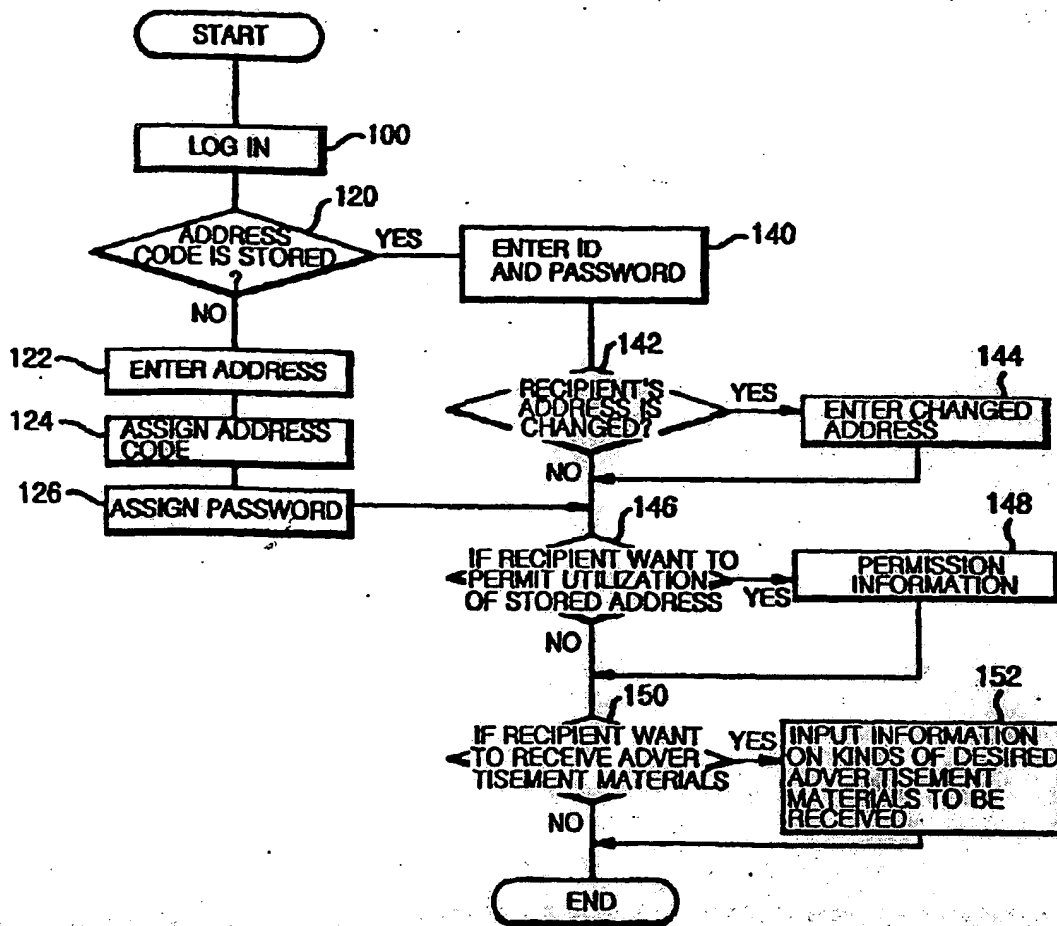 START
LOG IN
100
120
ADDRESS
CODE IS STORED
?
YES
NO
ENTER ID
AND PASSWORD
140
122
ENTER ADDRESS
124
ASSIGN ADDRESS
CODE
126
ASSIGN PASSWORD
142
RECIPIENT'S
ADDRESS IS
CHANGED?
YES
NO
144
ENTER CHANGED
ADDRESS
146
IF RECIPIENT WANT TO
PERMIT UTILIZATION
OF STORED ADDRESS
YES
NO
148
PERMISSION
INFORMATION
150
IF RECIPIENT WANT
TO RECEIVE ADVER
TISEMENT MATERIALS
YES
NO
152
INPUT INFORMATION
ON KINDS OF DESIRED
ADVER TISEMENT
MATERIALS TO BE
RECEIVED
END